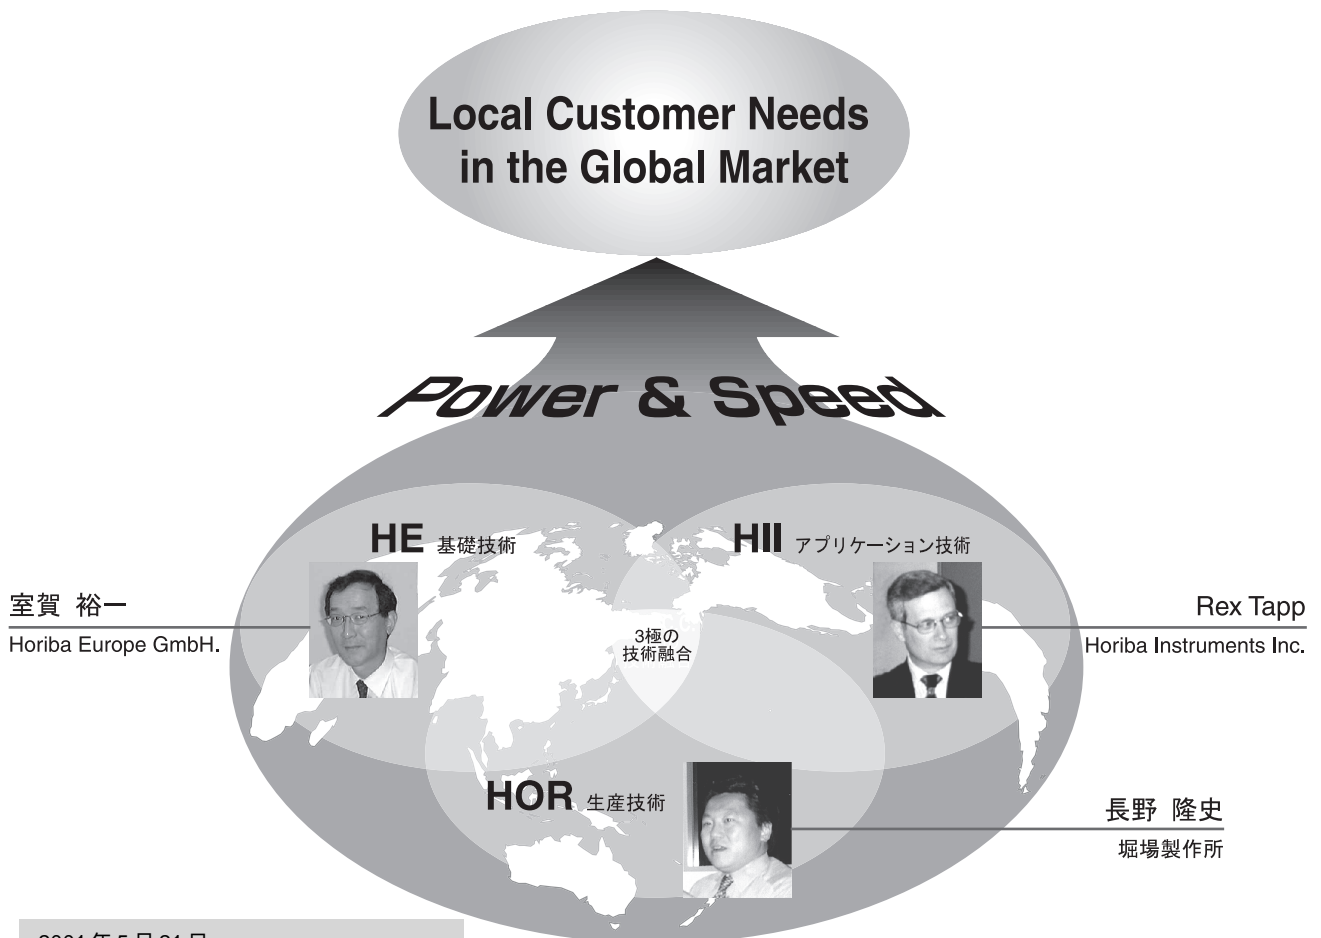 Local Customer Needs
in the Global Market
Power & Speed
HE 基礎技術
HII アプリケーション技術
室賀 裕一
Horiba Europe GmbH.
3極の
技術融合
Rex Tapp
Horiba Instruments Inc.
HOR 生産技術
長野 隆史
堀場製作所